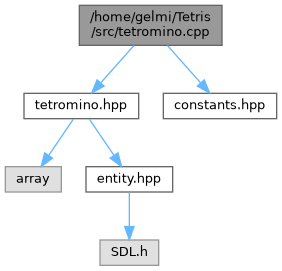 /home/gelmi/Tetris
/src/tetromino.cpp
tetromino.hpp
constants.hpp
array
entity.hpp
SDL.h